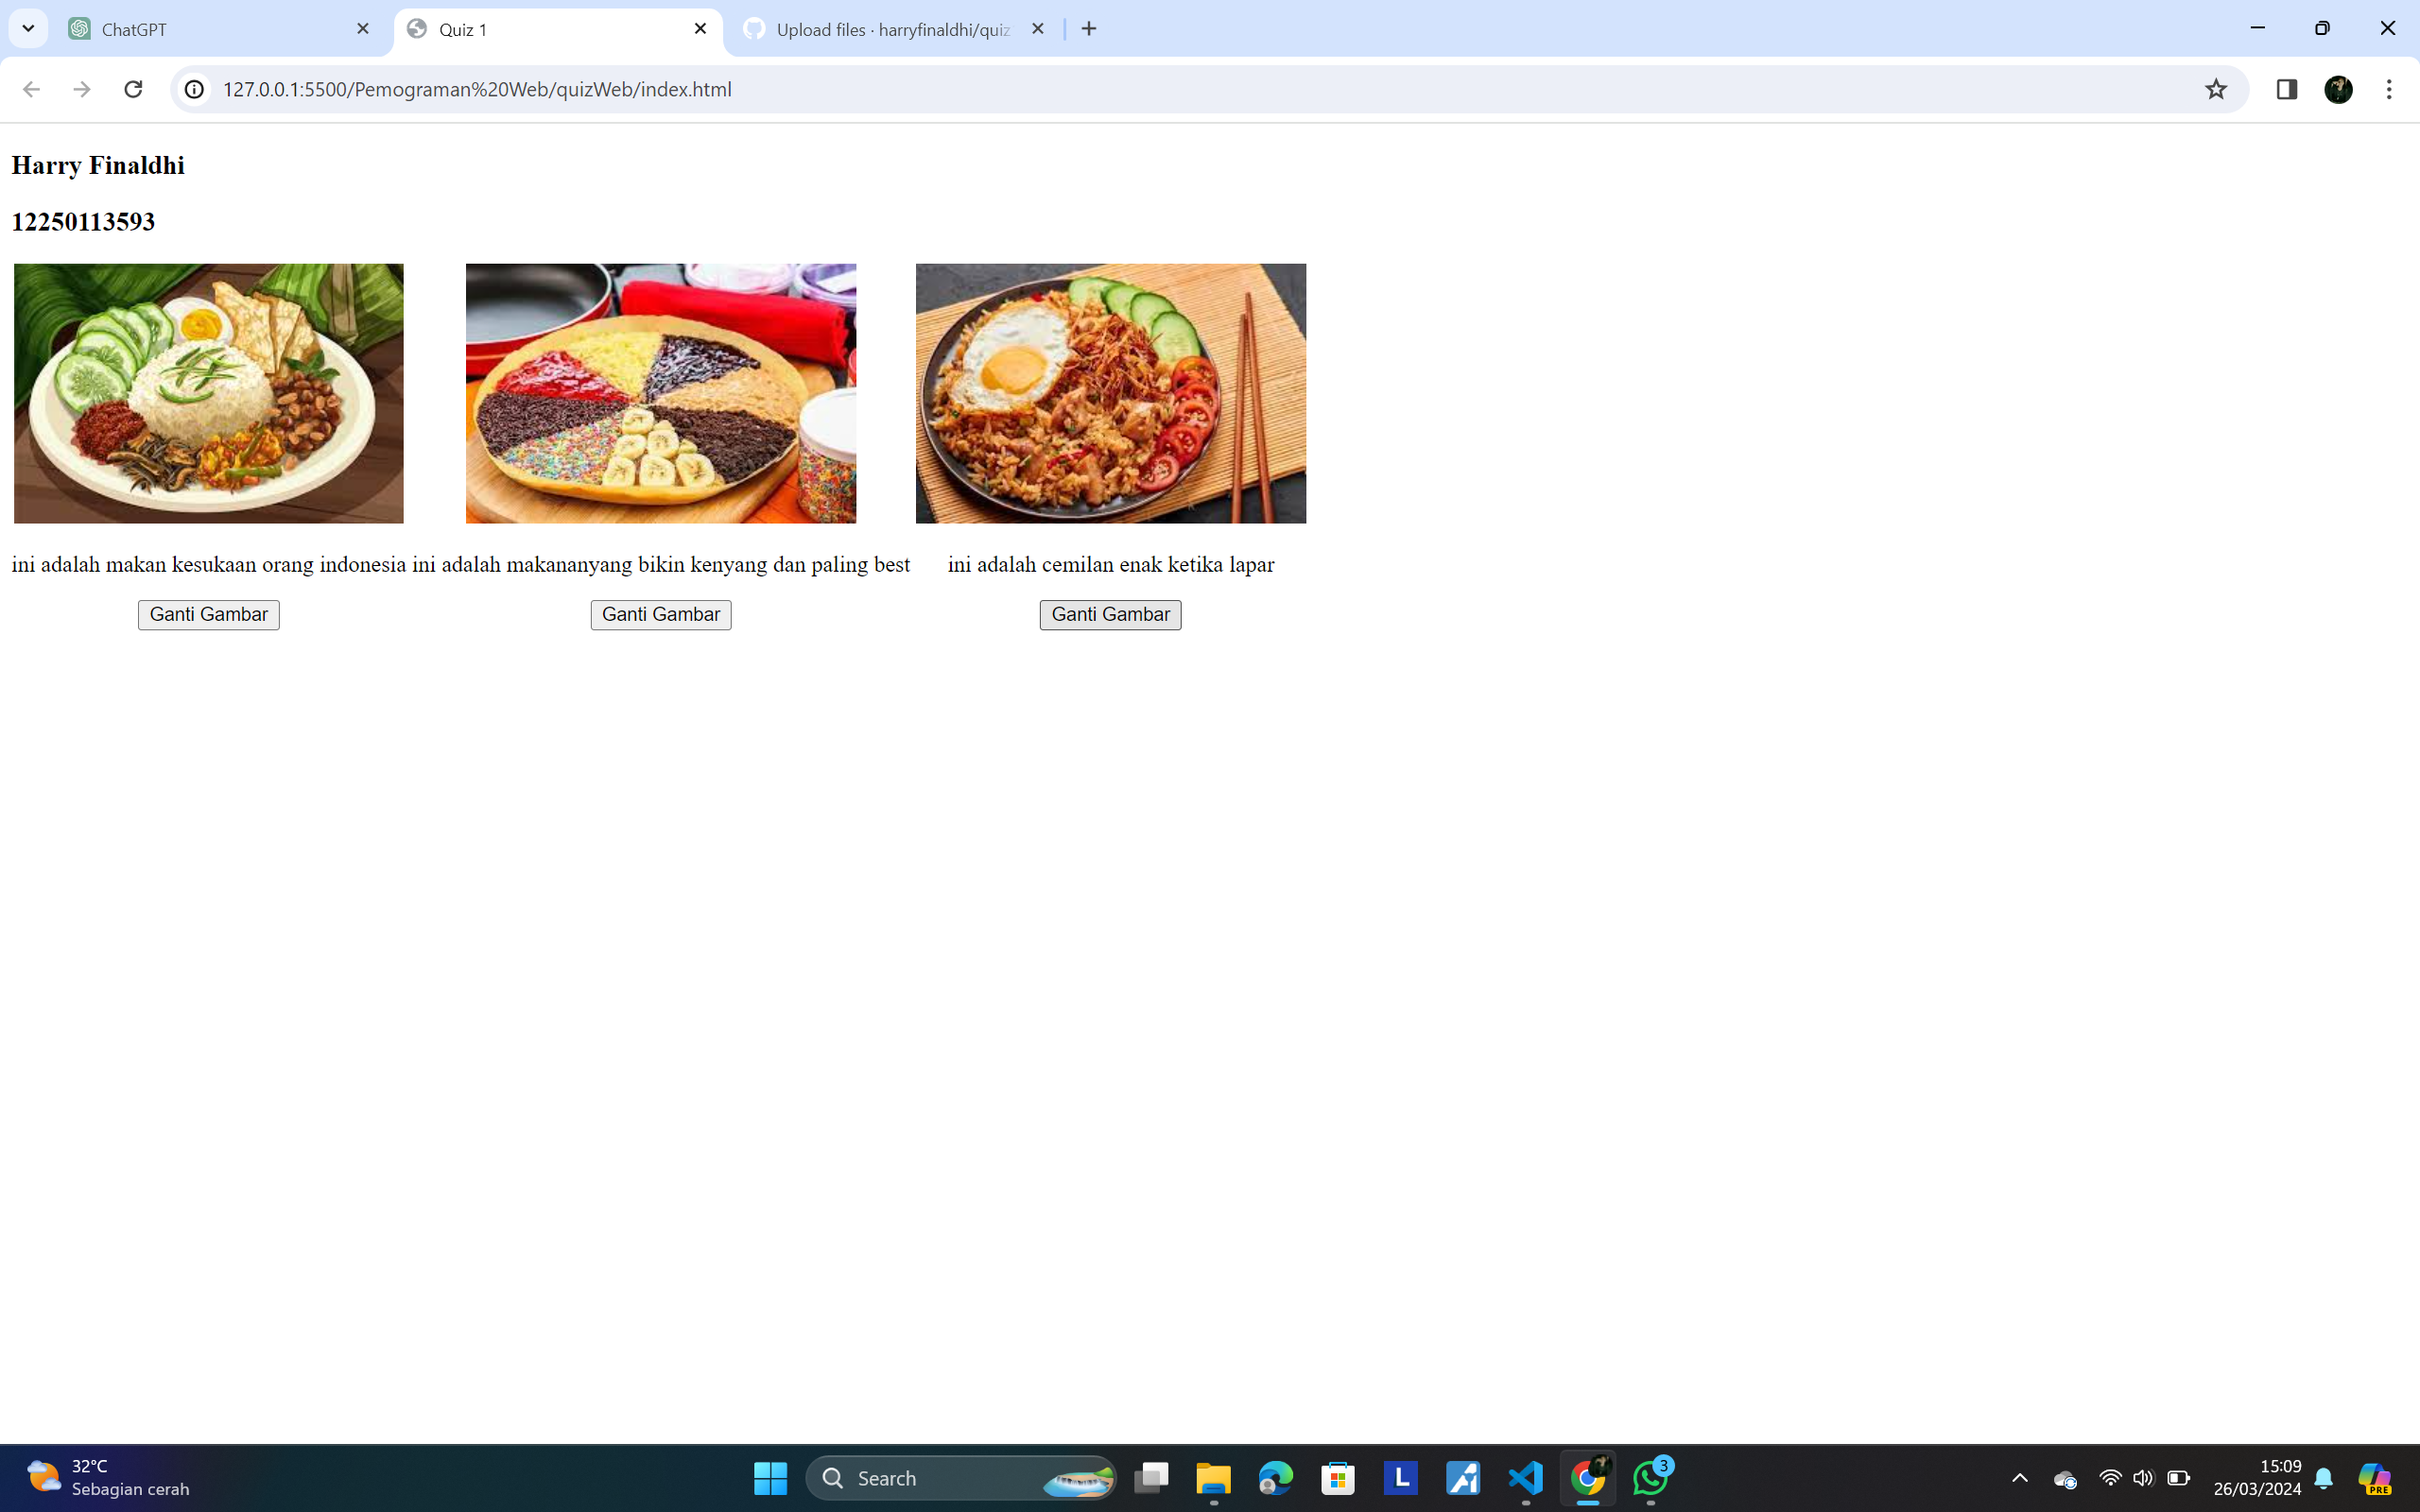 ChatGPT
Quiz 1
Upload files · harryfinaldhi/quiz
127.0.0.1:5500/Pemograman%20Web/quizWeb/index.html
Harry Finaldhi
12250113593
ini adalah makan kesukaan orang indonesia ini adalah makananyang bikin kenyang dan paling best ini adalah cemilan enak ketika lapar
Ganti Gambar Ganti Gambar Ganti Gambar
32°C
Sebagian cerah
Search
L
3
15:09
26/03/2024
PRE